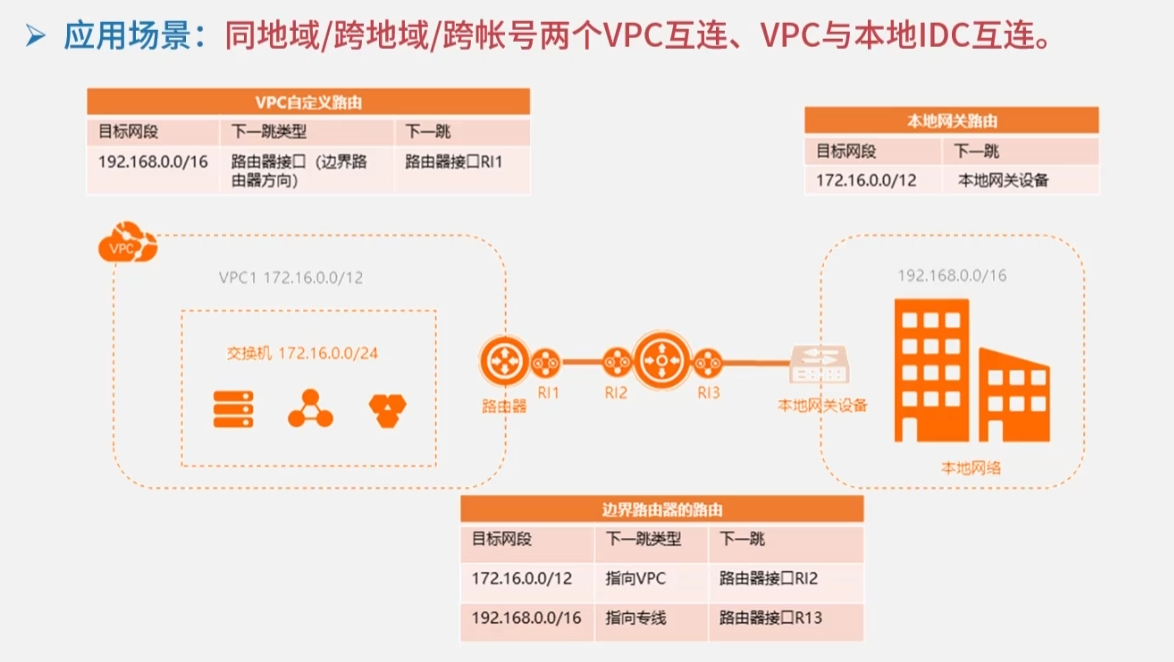 应用场景：同地域/跨地域/跨帐号两个VPC互连、VPC与本地IDC互连。
VPC自定义路由
目标网段 下一跳类型 下一跳
192.168.0.0/16 路由器接口（边界路 路由器接口RI1
由器方向）
本地网关路由
目标网段 下一跳
172.16.0.0/12 本地网关设备
VPC
VPC1 172.16.0.0/12
交换机 172.16.0.0/24
路由器
RI1
RI2
RI3
本地网关设备
192.168.0.0/16
本地网络
边界路由器的路由
目标网段 下一跳类型 下一跳
172.16.0.0/12 指向VPC 路由器接口RI2
192.168.0.0/16 指向专线 路由器接口R13